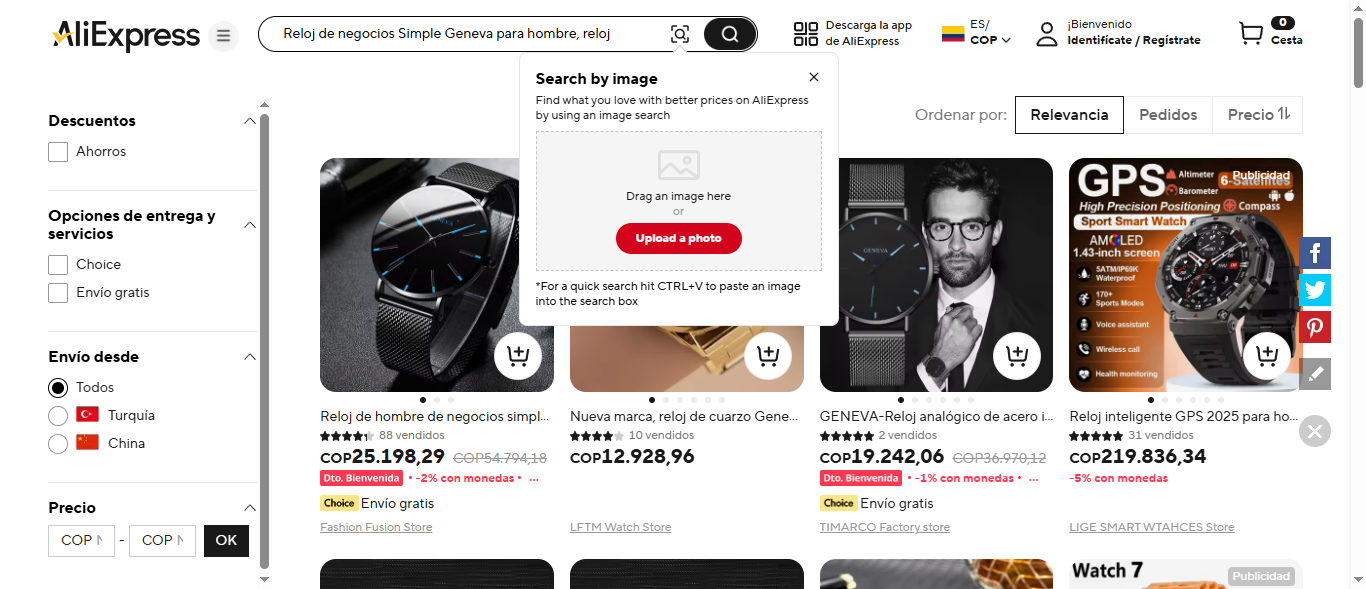 AliExpress
Reloj de negocios Simple Geneva para hombre, reloj
Descarga la app
de AliExpress
ES/
COP
¡Bienvenido
Identifícate / Regístrate
0
Cesta
Search by image
Find what you love with better prices on AliExpress
by using an image search
Drag an image here
or
Upload a photo
*For a quick search hit CTRL+V to paste an image
into the search box
Descuentos
Ahorros
Opciones de entrega y
servicios
Choice
Envío gratis
Envío desde
Todos
Turquía
China
Precio
COP
-
COP
OK
Ordenar por:
Relevancia
Pedidos
Precio
Reloj de hombre de negocios simpl...
88 vendidos
COP25.198,29
COP54.794,18
Dto. Bienvenida
• -2% con monedas • ...
Choice
Envío gratis
Fashion Fusion Store
Nueva marca, reloj de cuarzo Gene...
10 vendidos
COP12.928,96
LFTM Watch Store
GENEVA
GENEVA-Reloj analógico de acero i...
2 vendidos
COP19.242,06
COP36.970,12
Dto. Bienvenida
• -1% con monedas • ...
Choice
Envío gratis
TIMARCO Factory store
Publicidad
GPS
Altimeter
Barometer
6-Satellites
High Precision Positioning
Compass
Sport Smart Watch
AMOLED
1.43-inch screen
5ATM/IP69K
Waterproof
170+
Sports Modes
Voice assistant
Wireless call
Health monitoring
Reloj inteligente GPS 2025 para ho...
31 vendidos
COP219.836,34
-5% con monedas
LIGE SMART WTAHCES Store
Watch 7
Publicidad